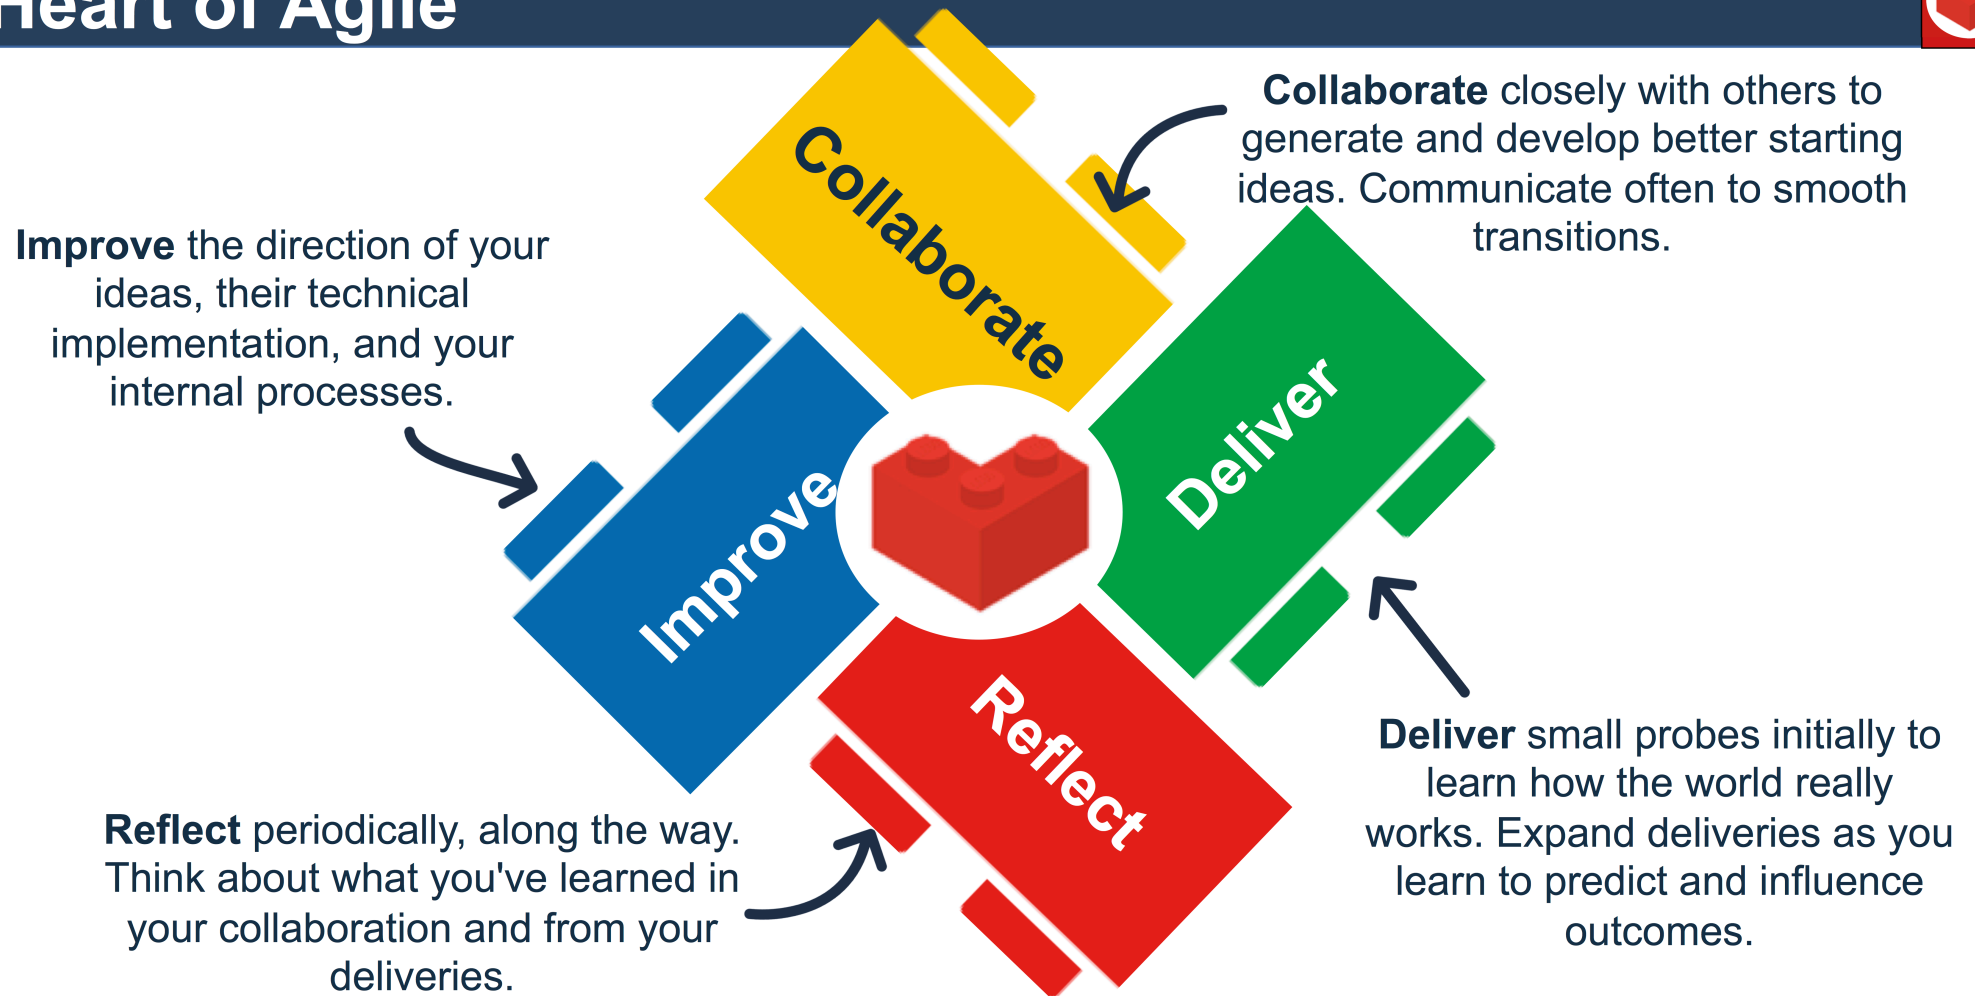 Heart of Agile
Collaborate
Collaborate closely with others to
generate and develop better starting
ideas. Communicate often to smooth
transitions.
Improve the direction of your
ideas, their technical
implementation, and your
internal processes.
Deliver
Improve
Reflect
Deliver small probes initially to
learn how the world really
works. Expand deliveries as you
learn to predict and influence
outcomes.
Reflect periodically, along the way.
Think about what you've learned in
your collaboration and from your
deliveries.